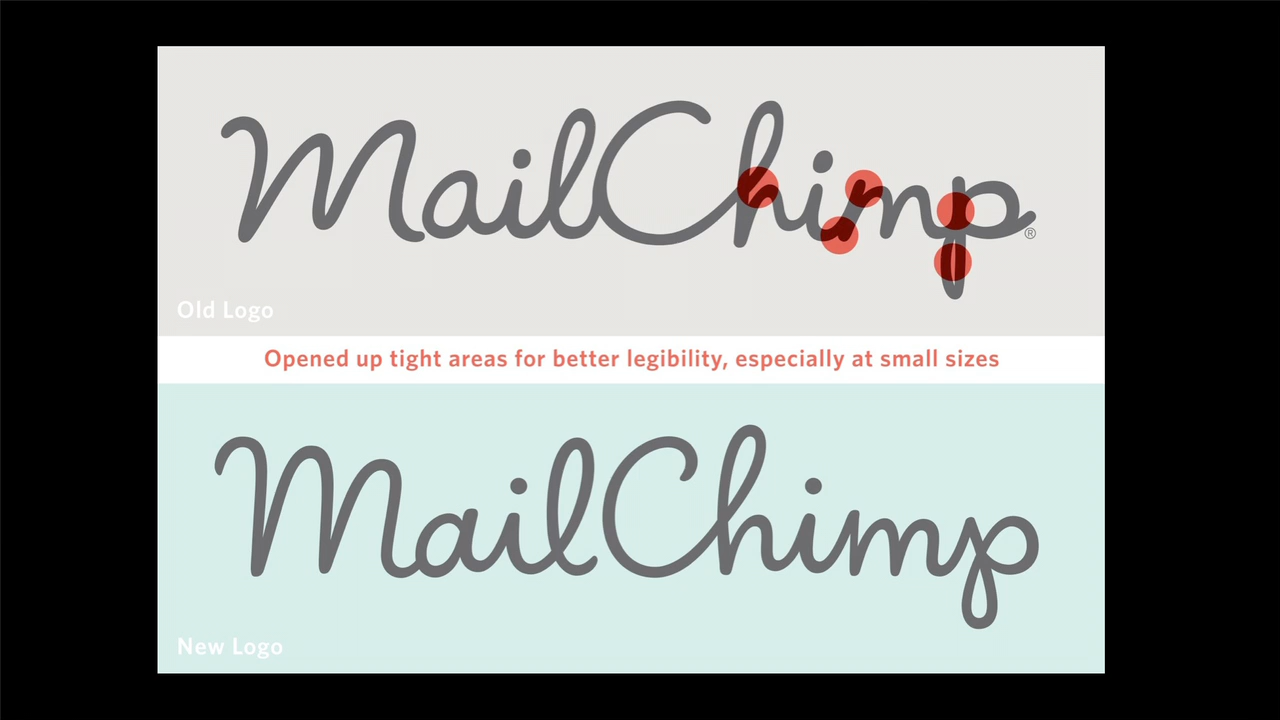 MailChimp®
Old Logo
Opened up tight areas for better legibility, especially at small sizes
MailChimp
New Logo